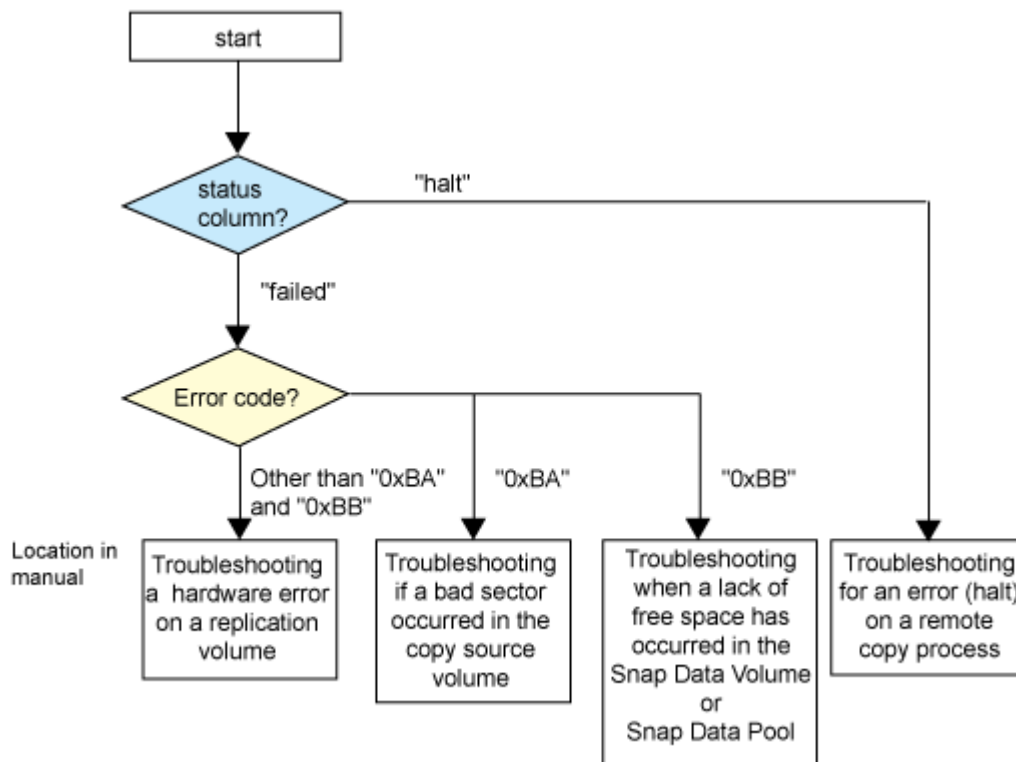 start
status
column?
"halt"
"failed"
Error code?
Other than "0xBA"
and "0xBB"
"0xBA"
"0xBB"
Location in
manual
Troubleshooting
a hardware error
on a replication
volume
Troubleshooting
if a bad sector
occurred in the
copy source
volume
Troubleshooting
when a lack of
free space has
occurred in the
Snap Data Volume
or
Snap Data Pool
Troubleshooting
for an error (halt)
on a remote
copy process